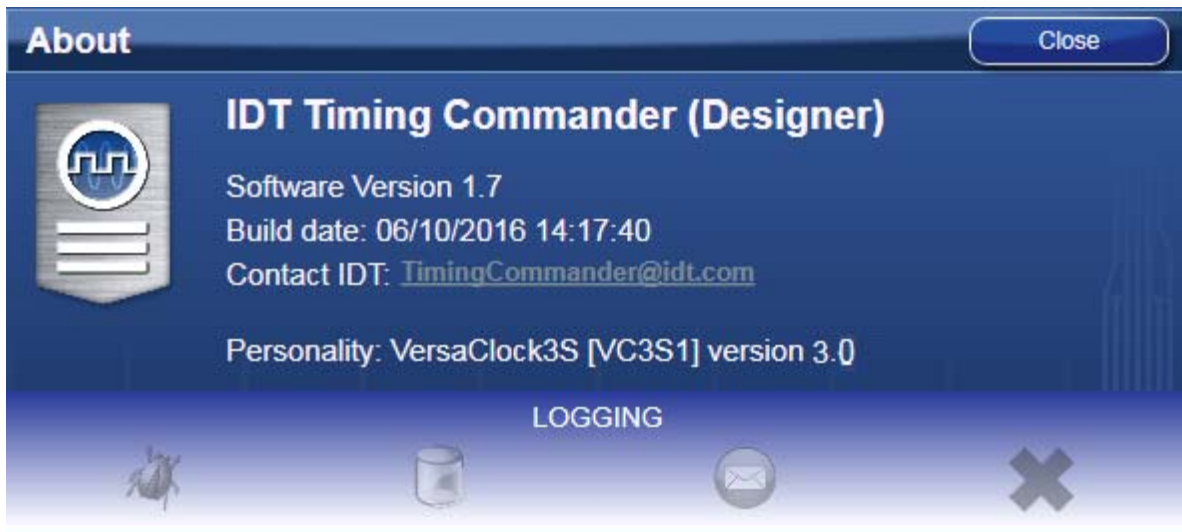 About
Close
IDT Timing Commander (Designer)
Software Version 1.7
Build date: 06/10/2016 14:17:40
Contact IDT: TimingCommander@idt.com
Personality: VersaClock3S [VC3S1] version 3.0
LOGGING